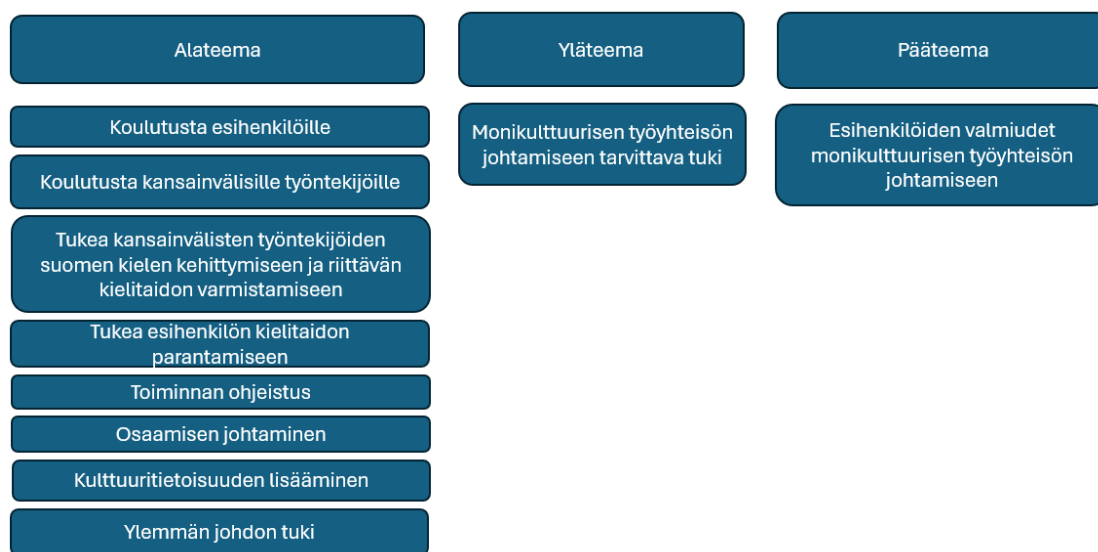 Alateema
Yläteema
Pääteema
Koulutusta esihenkilöille
Koulutusta kansainvälisille työntekijöille
Tukea kansainvälisten työntekijöiden
suomen kielen kehittymiseen ja riittävän
kielitaidon varmistamiseen
Tukea esihenkilön kielitaidon
parantamiseen
Toiminnan ohjeistus
Osaamisen johtaminen
Kulttuuritietoisuuden lisääminen
Ylemmän johdon tuki
Monikulttuurisen työyhteisön
johtamiseen tarvittava tuki
Esihenkilöiden valmiudet
monikulttuurisen työyhteisön
johtamiseen